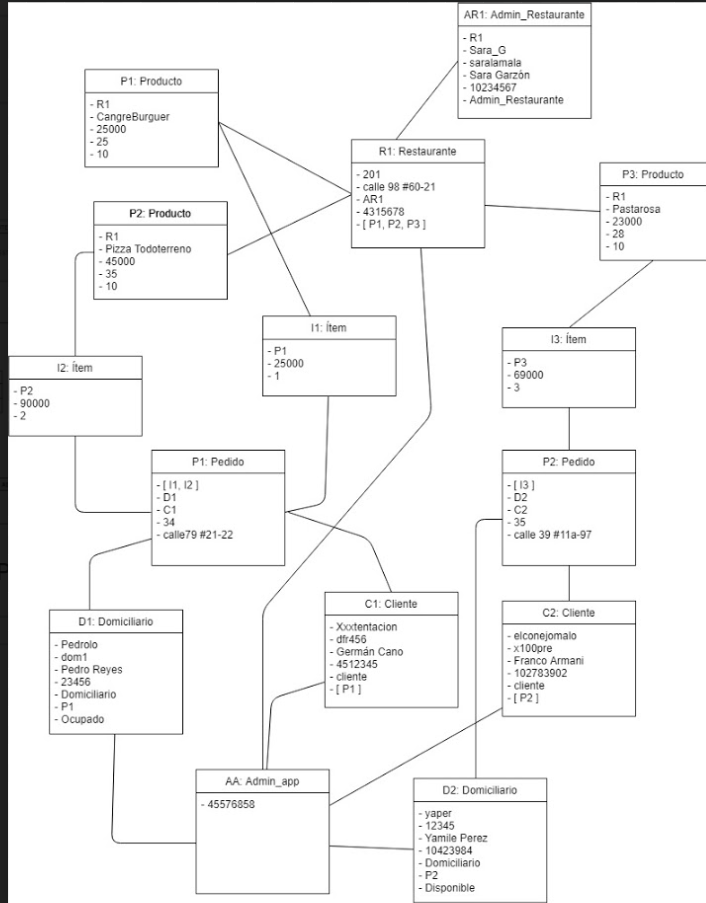 AR1: Admin_Restaurante
- R1
- Sara_G
- saralamala
- Sara Garzón
- 10234567
- Admin_Restaurante
P1: Producto
- R1
- CangreBurguer
- 25000
- 25
- 10
R1: Restaurante
- 201
- calle 98 #60-21
- AR1
- 4315678
- [ P1, P2, P3 ]
P3: Producto
- R1
- Pastarosa
- 23000
- 28
- 10
P2: Producto
- R1
- Pizza Todoterreno
- 45000
- 35
- 10
I1: Ítem
- P1
- 25000
- 1
I3: Ítem
- P3
- 69000
- 3
I2: Ítem
- P2
- 90000
- 2
P1: Pedido
- [ I1, I2 ]
- D1
- C1
- 34
- calle79 #21-22
P2: Pedido
- [ I3 ]
- D2
- C2
- 35
- calle 39 #11a-97
C1: Cliente
- Xxxtentacion
- dfr456
- Germán Cano
- 4512345
- cliente
- [ P1 ]
C2: Cliente
- elconejomalo
- x100pre
- Franco Armani
- 102783902
- cliente
- [ P2 ]
D1: Domiciliario
- Pedrolo
- dom1
- Pedro Reyes
- 23456
- Domiciliario
- P1
- Ocupado
AA: Admin_app
- 45576858
D2: Domiciliario
- yaper
- 12345
- Yamile Perez
- 10423984
- Domiciliario
- P2
- Disponible